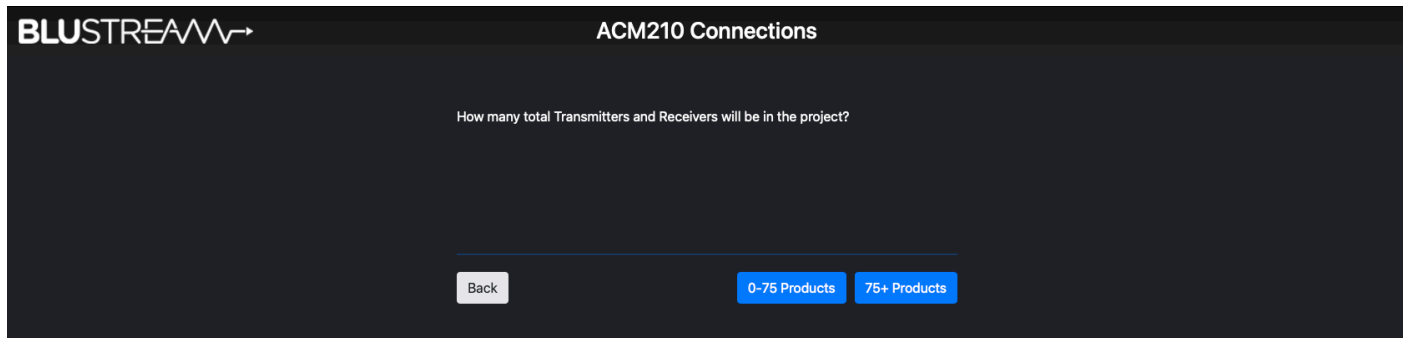 BLUSTREAM
ACM210 Connections
How many total Transmitters and Receivers will be in the project?
Back
0-75 Products
75+ Products